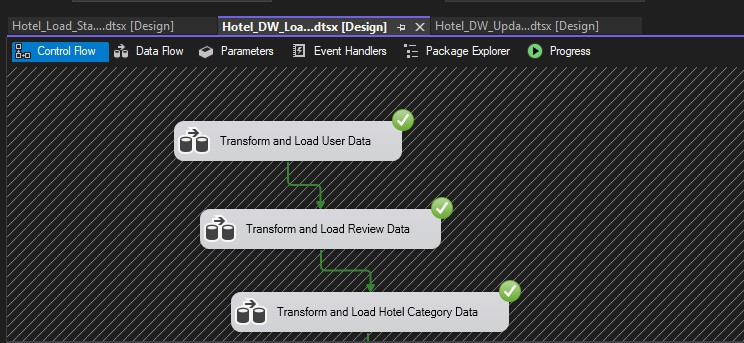 Hotel_Load_Sta....dtsx [Design]
Hotel_DW_Loa...dtsx [Design]
Hotel_DW_Upda...dtsx [Design]
Control Flow
Data Flow
Parameters
Event Handlers
Package Explorer
Progress
Transform and Load User Data
Transform and Load Review Data
Transform and Load Hotel Category Data